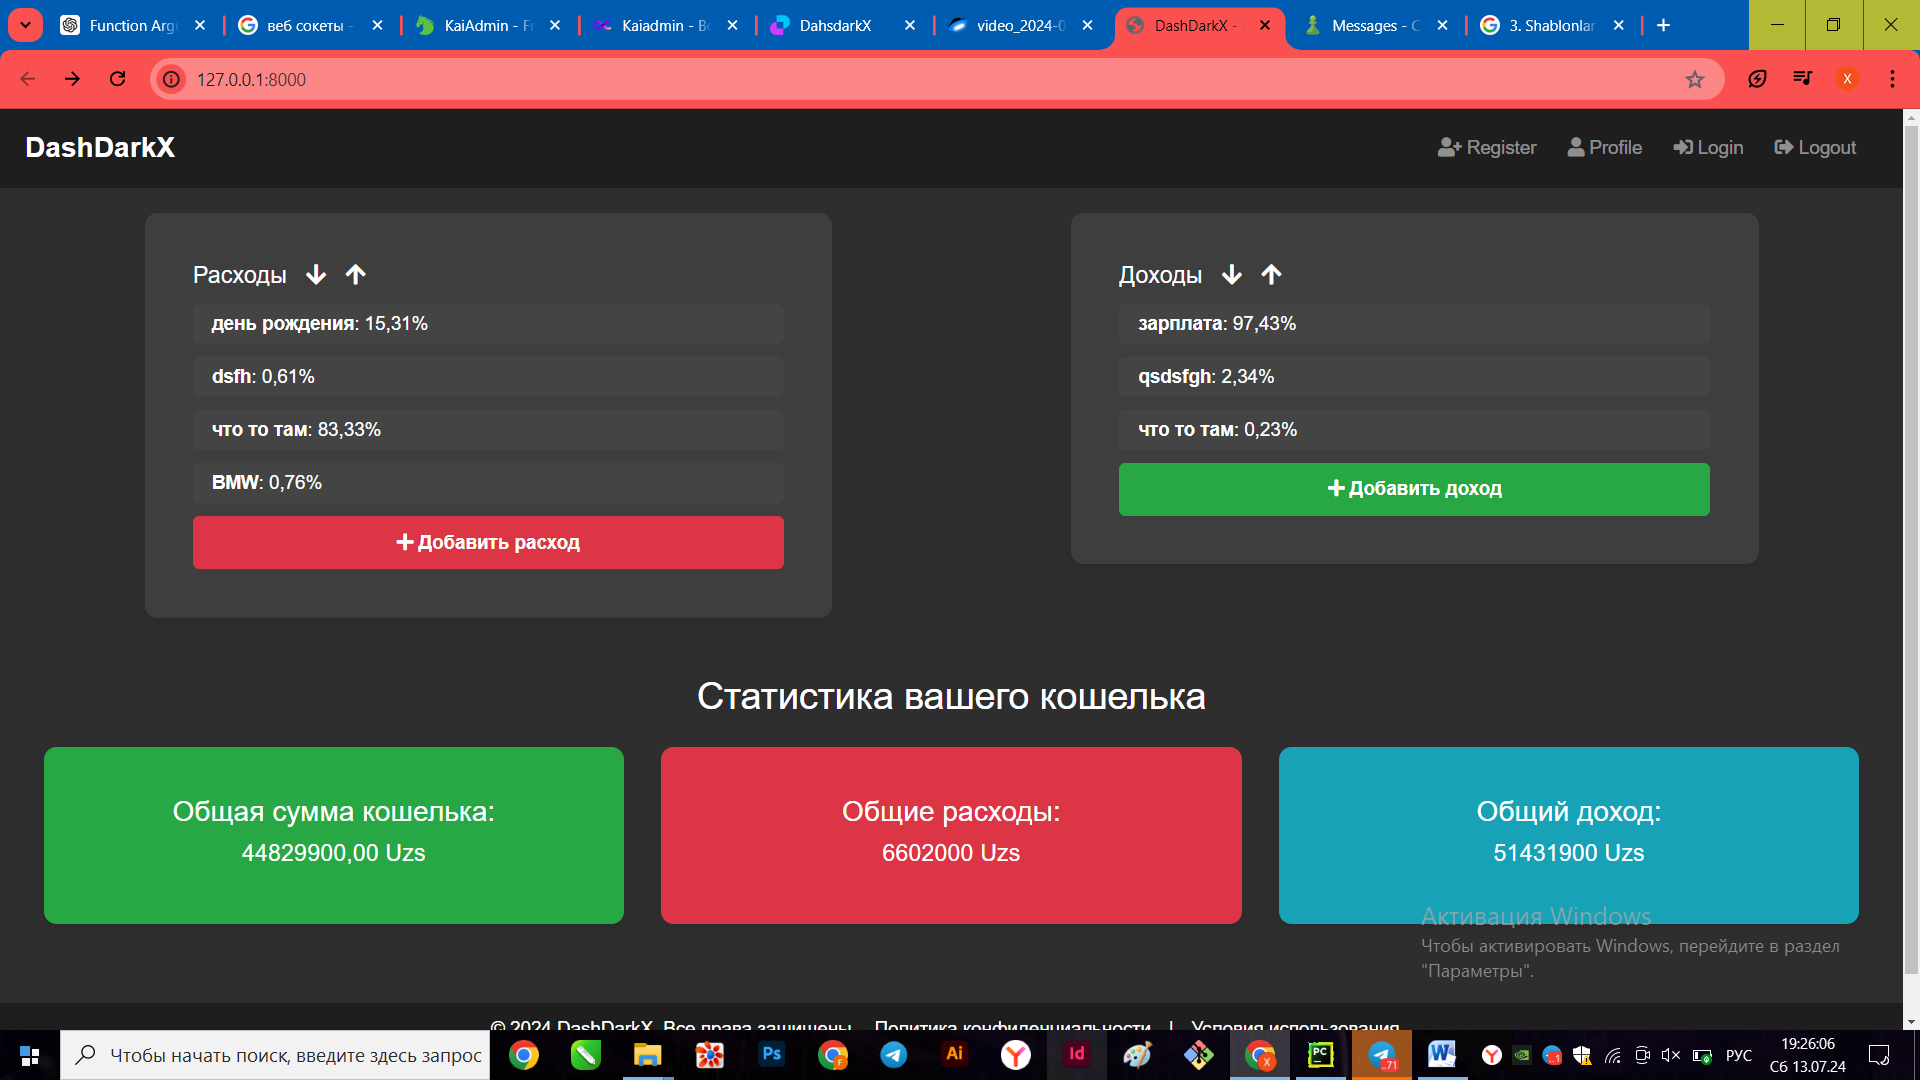 Function Argu
веб сокеты -
KaiAdmin - Fr
Kaiadmin - Bo
DahsdarkX
video_2024-0
DashDarkX -
Messages - C
3. Shablonlar
127.0.0.1:8000
X
DashDarkX
Register
Profile
Login
Logout
Расходы
день рождения: 15,31%
dsfh: 0,61%
что то там: 83,33%
BMW: 0,76%
Добавить расход
Доходы
зарплата: 97,43%
qsdsfgh: 2,34%
что то там: 0,23%
Добавить доход
Статистика вашего кошелька
Общая сумма кошелька:
44829900,00 Uzs
Общие расходы:
6602000 Uzs
Общий доход:
51431900 Uzs
Активация Windows
Чтобы активировать Windows, перейдите в раздел
"Параметры".
© 2024 DashDarkX. Все права защищены. Политика конфиденциальности | Условия использования
Чтобы начать поиск, введите здесь запрос
РУС
19:26:06
Сб 13.07.24